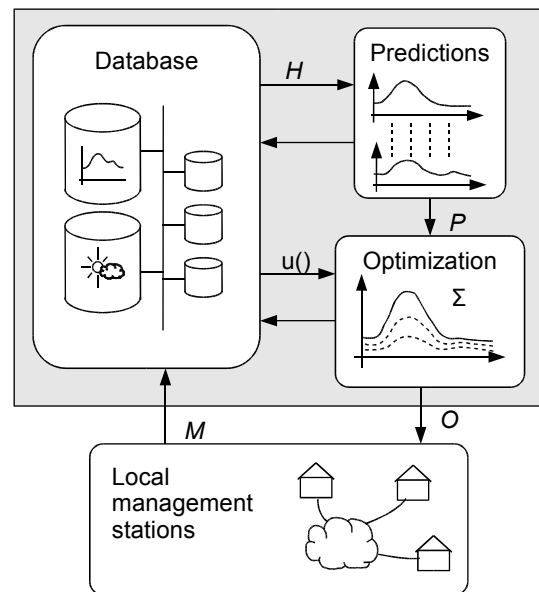 Database
H
Predictions
P
u()
Optimization
Σ
M
O
Local
management
stations